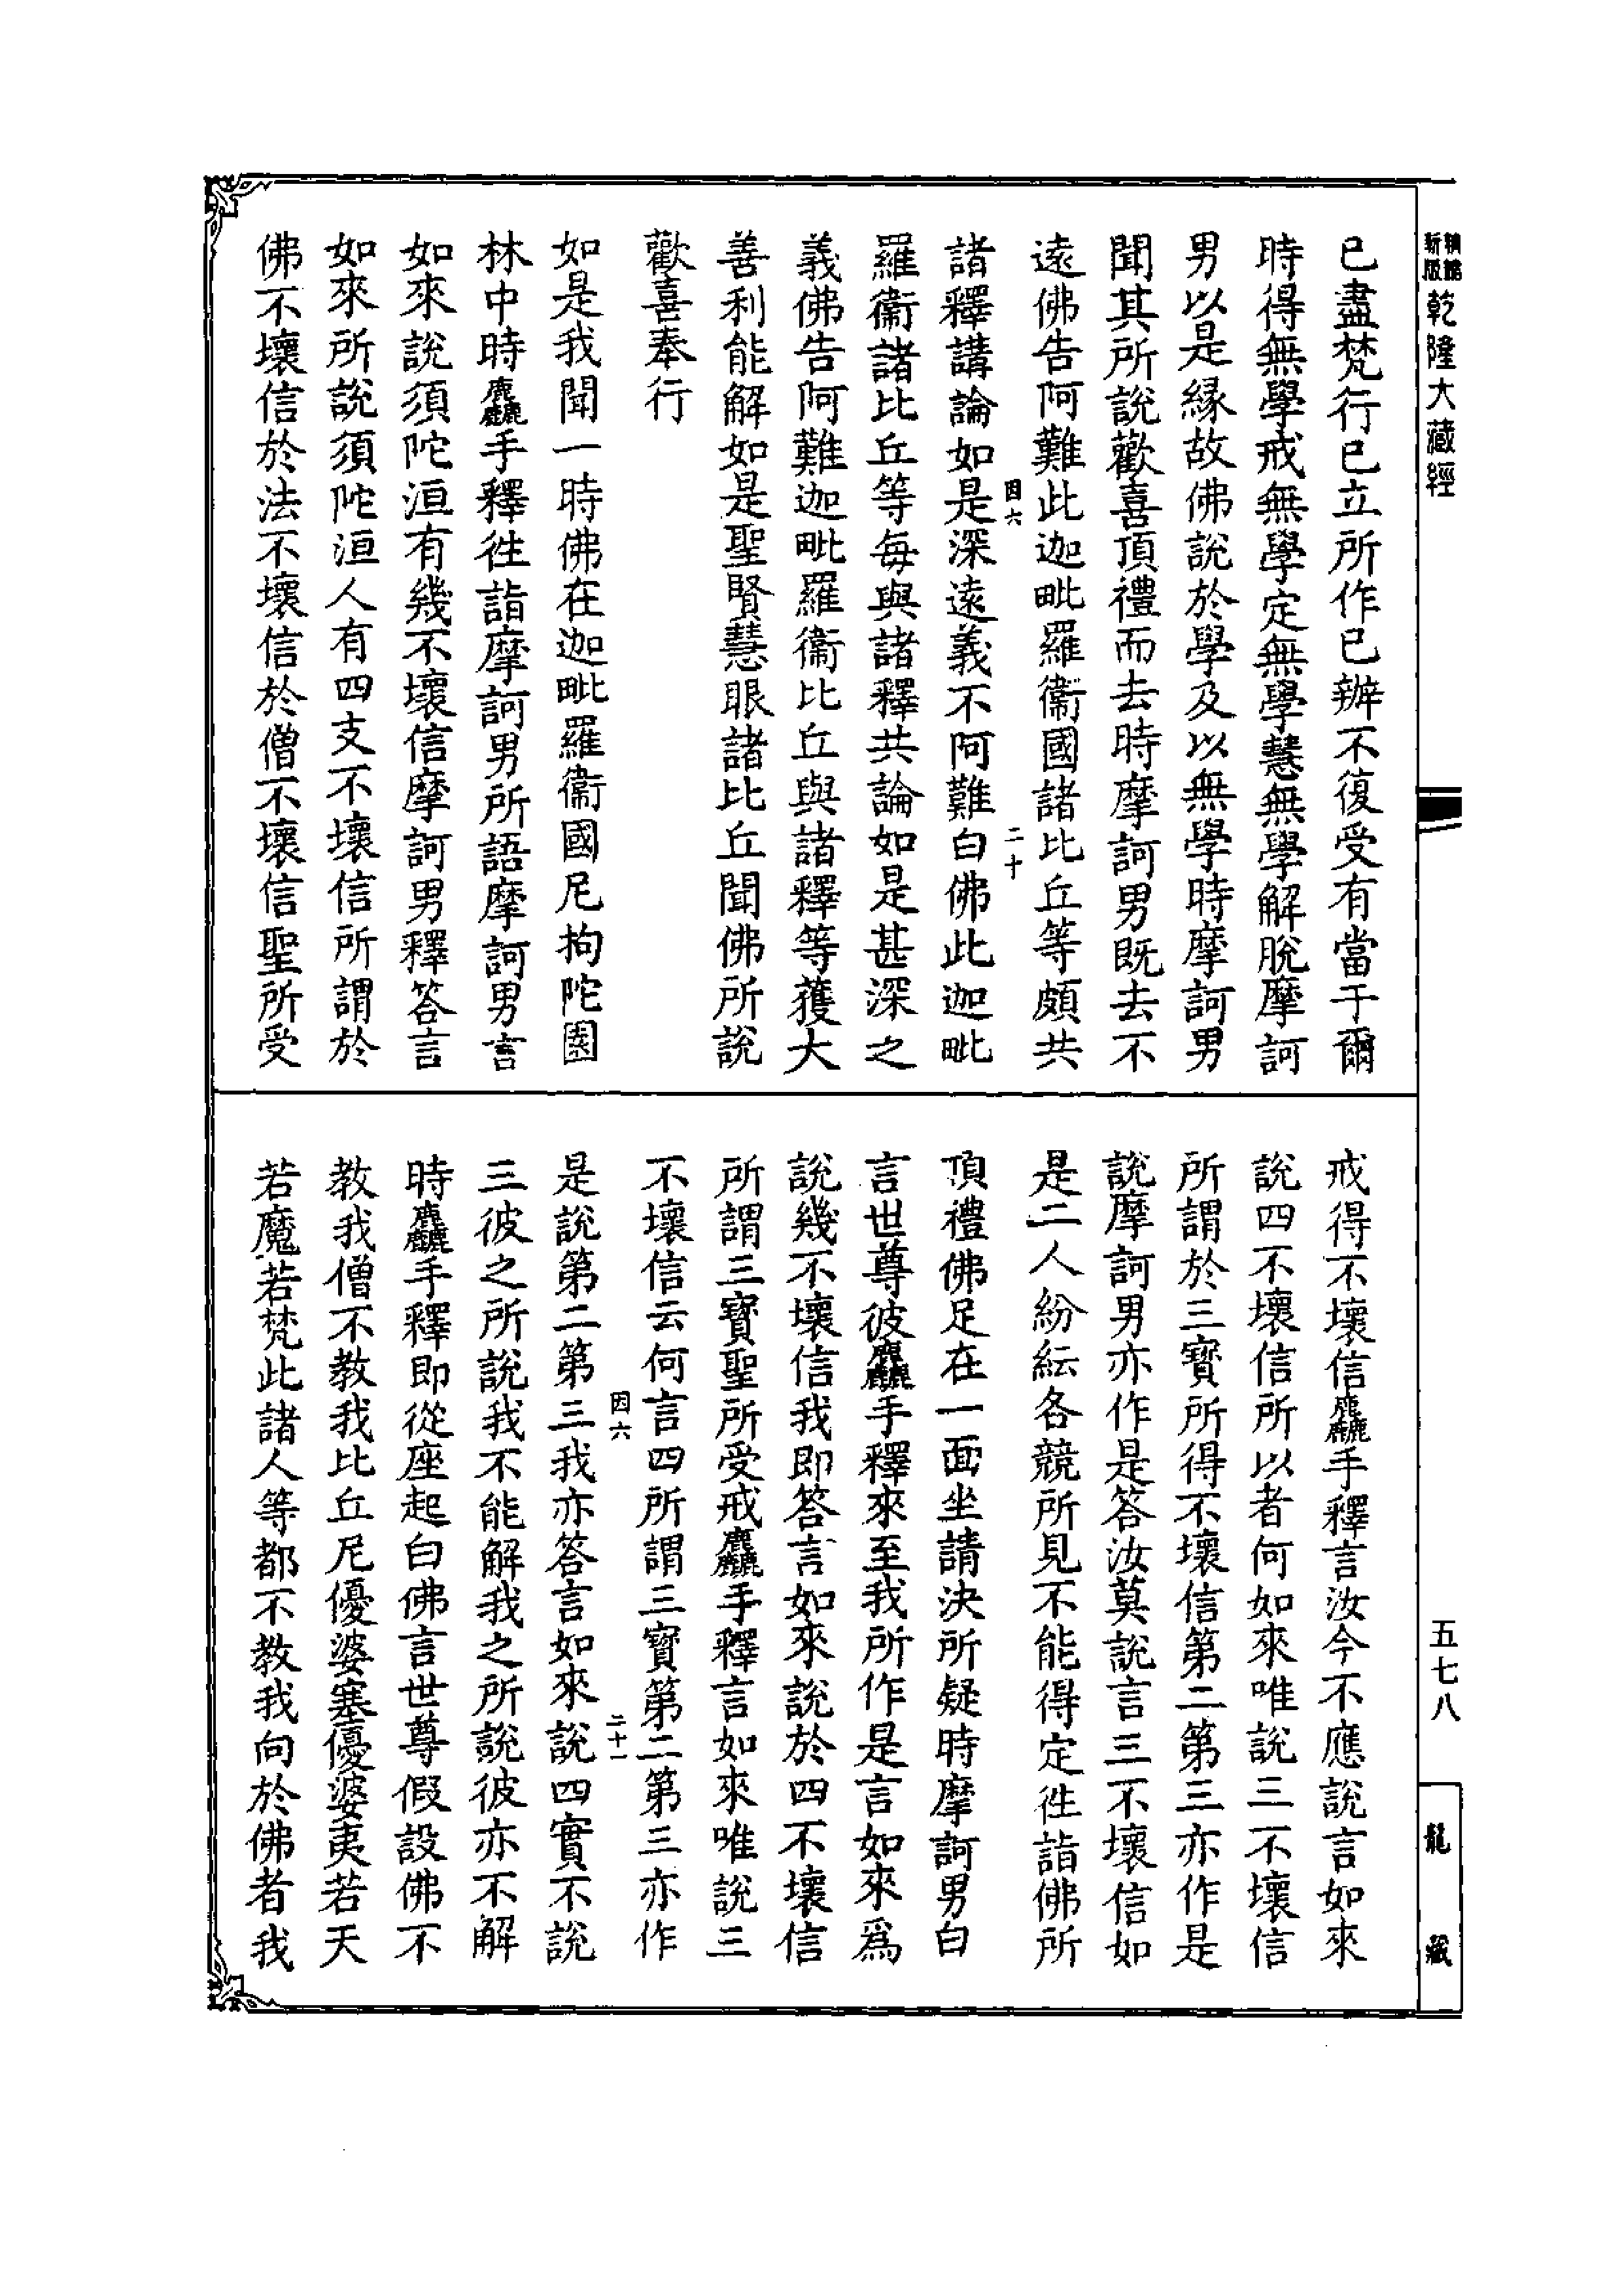 乾隆大藏經
五七八
龍藏
已盡梵行已立所作已辦不復受有當于爾
時得無學戒無學定無學慧無學解脫摩訶
男以是緣故佛說於學及以無學時摩訶男
聞其所說歡喜頂禮而去時摩訶男既去不
遠佛告阿難此迦毗羅衞國諸比丘等頗共
因六 二十
諸釋講論如是深遠義不阿難白佛此迦毗
羅衞諸比丘等每與諸釋共論如是甚深之
義佛告阿難迦毗羅衞比丘與諸釋等獲大
善利能解如是聖賢慧眼諸比丘聞佛所說
歡喜奉行
如是我聞一時佛在迦毗羅衞國尼拘陀園
林中時麤手釋往詣摩訶男所語摩訶男言
如來說須陀洹有幾不壞信摩訶男釋答言
如來所說須陀洹人有四支不壞信所謂於
佛不壞信於法不壞信於僧不壞信聖所受
戒得不壞信麤手釋言汝今不應說言如來
說四不壞信所以者何如來唯說三不壞信
所謂於三寶所得不壞信第二第三亦作是
說摩訶男亦作是答汝莫說言三不壞信如
是二人紛紜各競所見不能得定往詣佛所
頂禮佛足在一面坐請決所疑時摩訶男白
言世尊彼麤手釋來至我所作是言如來爲
說幾不壞信我即答言如來說於四不壞信
所謂三寶聖所受戒麤手釋言如來唯說三
不壞信云何言四所謂三寶第二第三亦作
因六 二十一
是說第二第三我亦答言如來說四實不說
三彼之所說我不能解我之所說彼亦不解
時麤手釋即從座起白佛言世尊假設佛不
教我僧不教我比丘尼優婆塞優婆夷若天
若魔若梵此諸人等都不教我向於佛者我